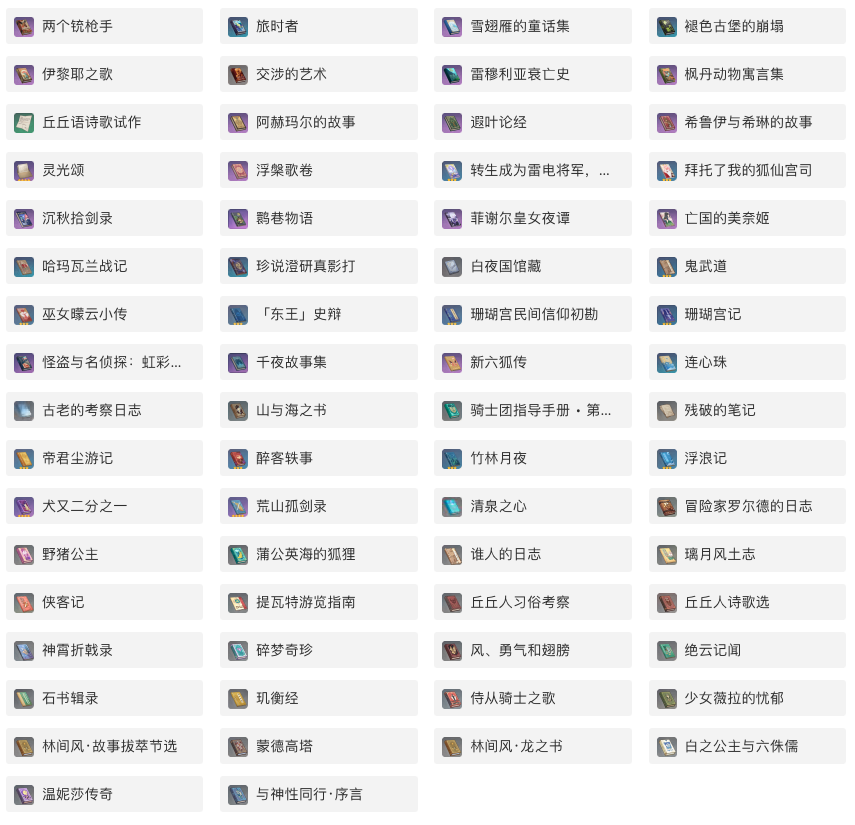 两个铳枪手
旅时者
雪翅雁的童话集
褪色古堡的崩塌
伊黎耶之歌
交涉的艺术
雷穆利亚衰亡史
枫丹动物寓言集
丘丘语诗歌试作
阿赫玛尔的故事
遐叶论经
希鲁伊与希琳的故事
灵光颂
浮槃歌卷
转生成为雷电将军，...
拜托了我的狐仙宫司
沉秋拾剑录
鹮巷物语
菲谢尔皇女夜谭
亡国的美奈姬
哈玛瓦兰战记
珍说澄研真影打
白夜国馆藏
鬼武道
巫女曚云小传
「东王」史辩
珊瑚宫民间信仰初勘
珊瑚宫记
怪盗与名侦探：虹彩...
千夜故事集
新六狐传
连心珠
古老的考察日志
山与海之书
骑士团指导手册·第...
残破的笔记
帝君尘游记
醉客轶事
竹林月夜
浮浪记
犬又二分之一
荒山孤剑录
清泉之心
冒险家罗尔德的日志
野猪公主
蒲公英海的狐狸
谁人的日志
璃月风土志
侠客记
提瓦特游览指南
丘丘人习俗考察
丘丘人诗歌选
神霄折戟录
碎梦奇珍
风、勇气和翅膀
绝云记闻
石书辑录
玑衡经
侍从骑士之歌
少女薇拉的忧郁
林间风·故事拔萃节选
蒙德高塔
林间风·龙之书
白之公主与六侏儒
温妮莎传奇
与神性同行·序言